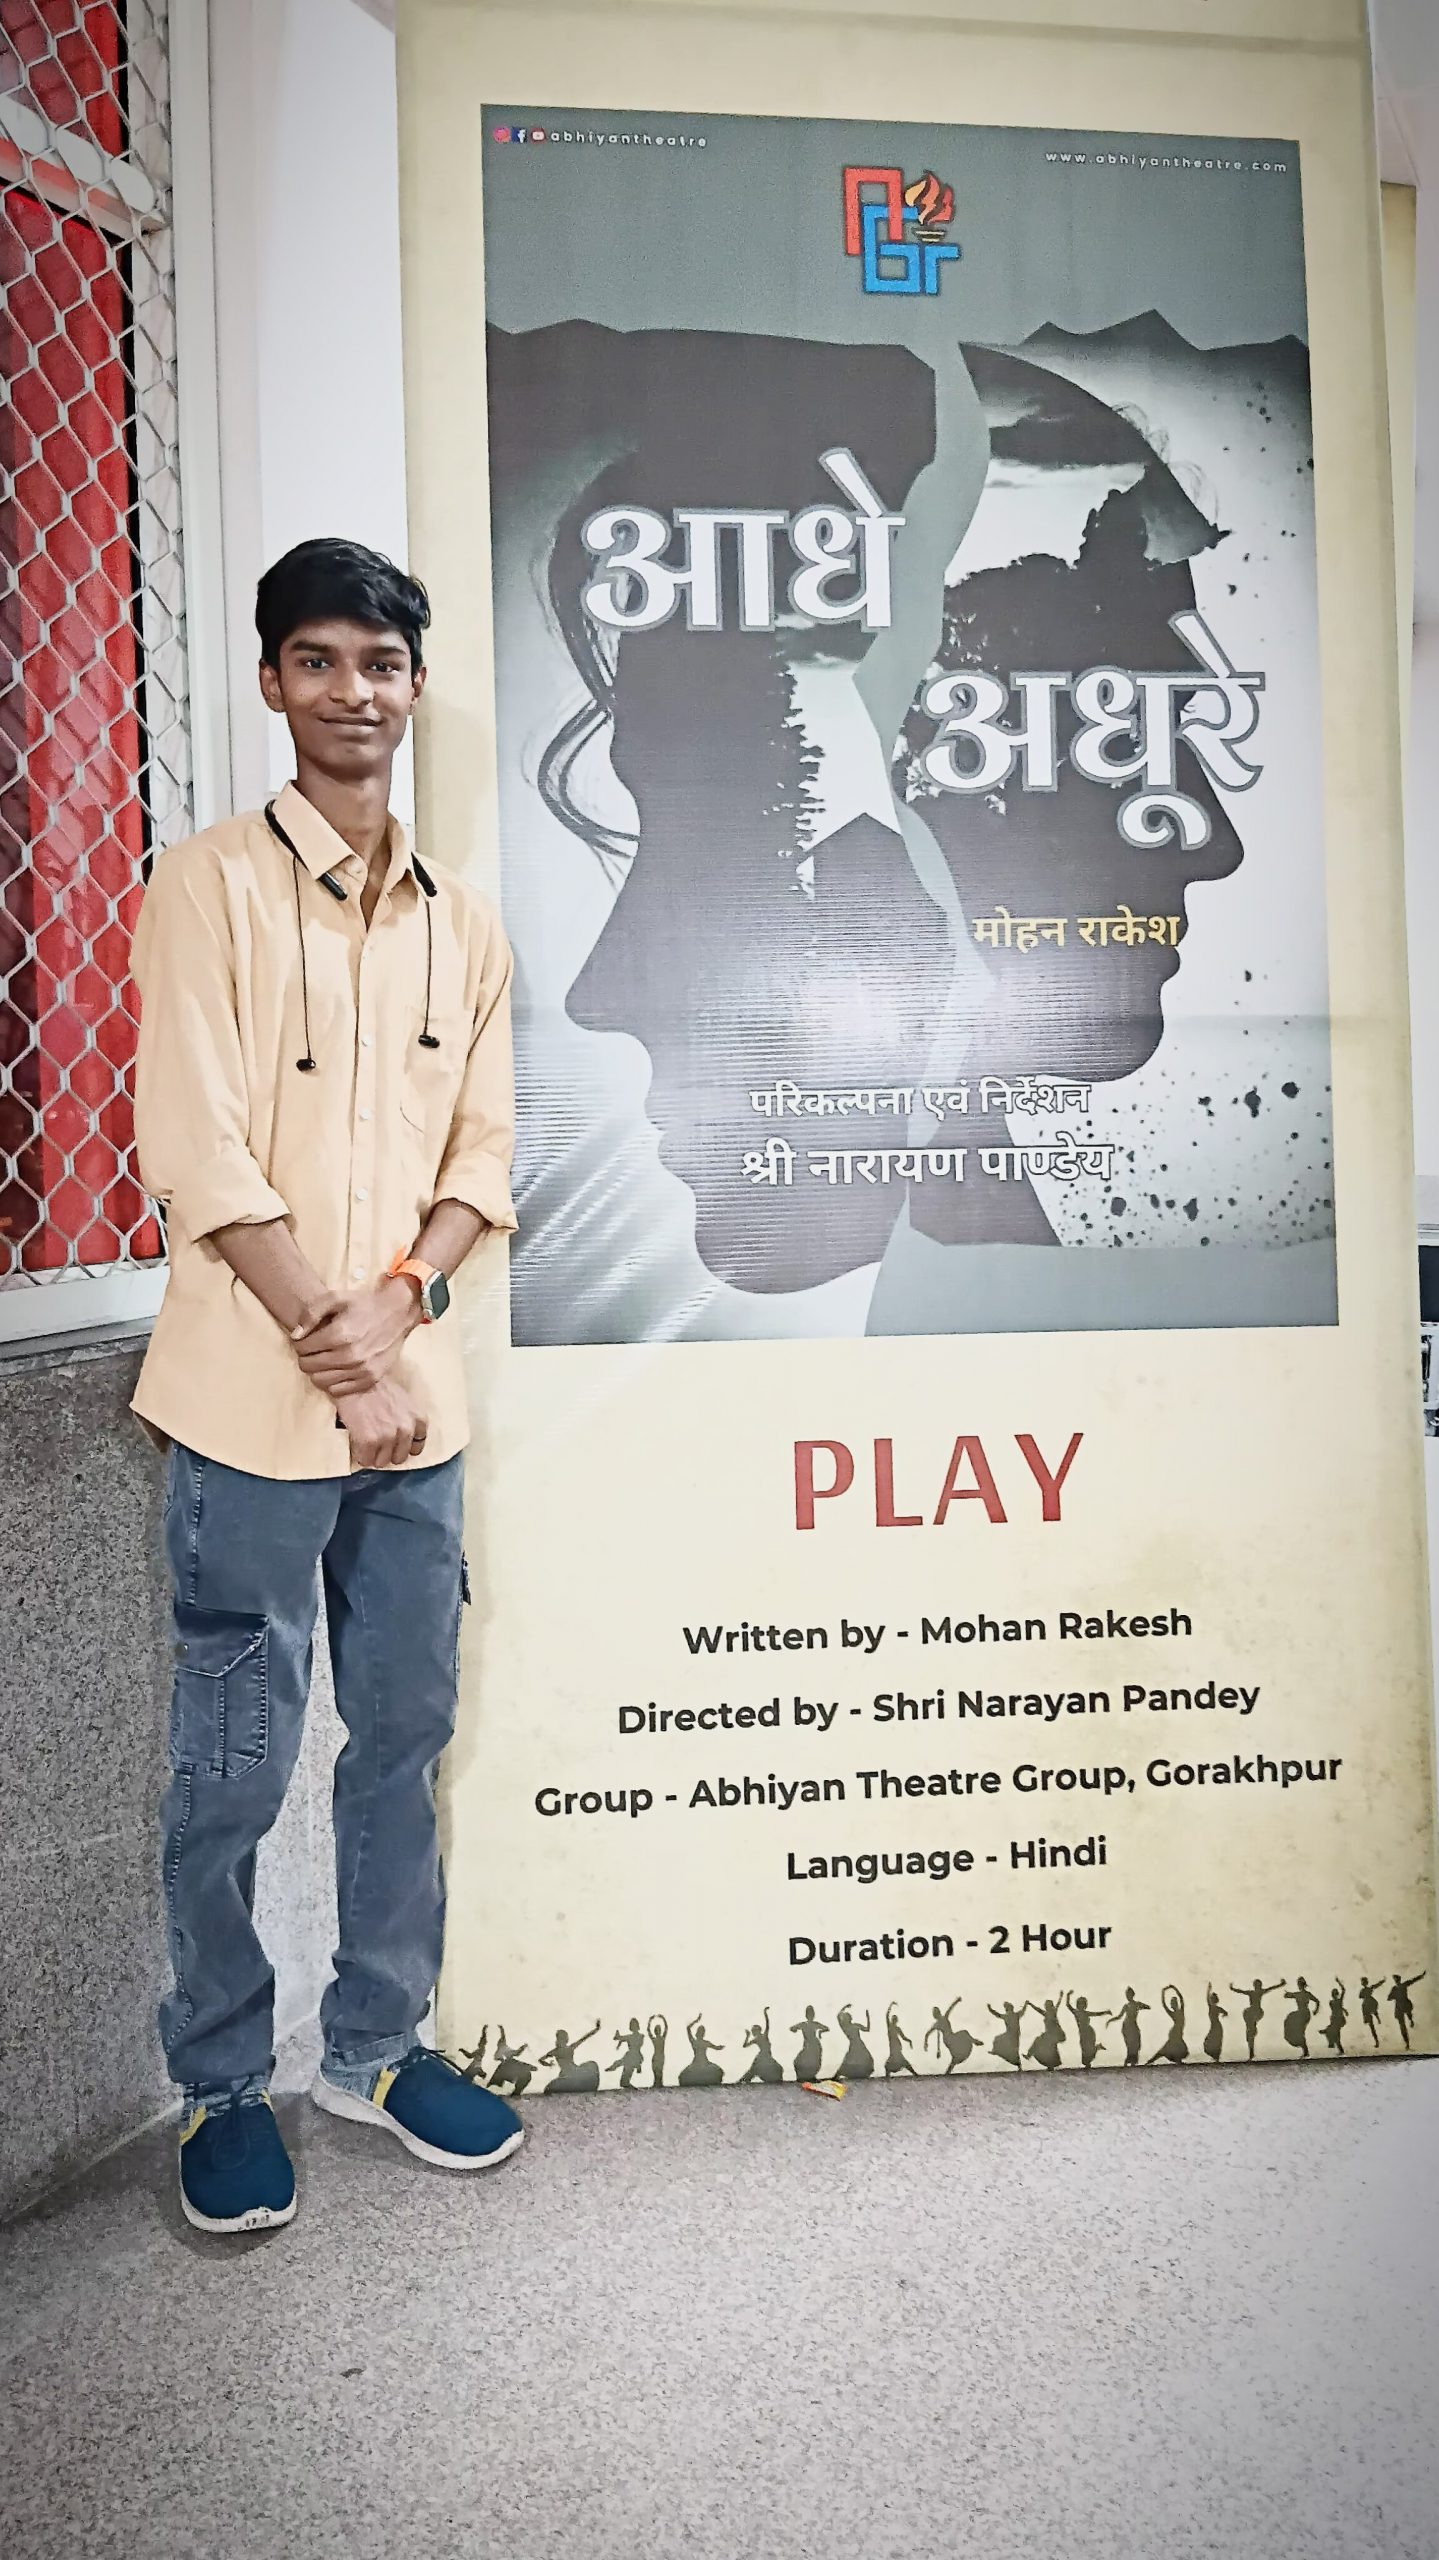 abhiyantheatre
www.abhiyantheatre.com
आधे
अधूरे
मोहन राकेश
परिकल्पना एवं निर्देशन
श्री नारायण पाण्डेय
PLAY
Written by - Mohan Rakesh
Directed by - Shri Narayan Pandey
Group - Abhiyan Theatre Group, Gorakhpur
Language - Hindi
Duration - 2 Hour